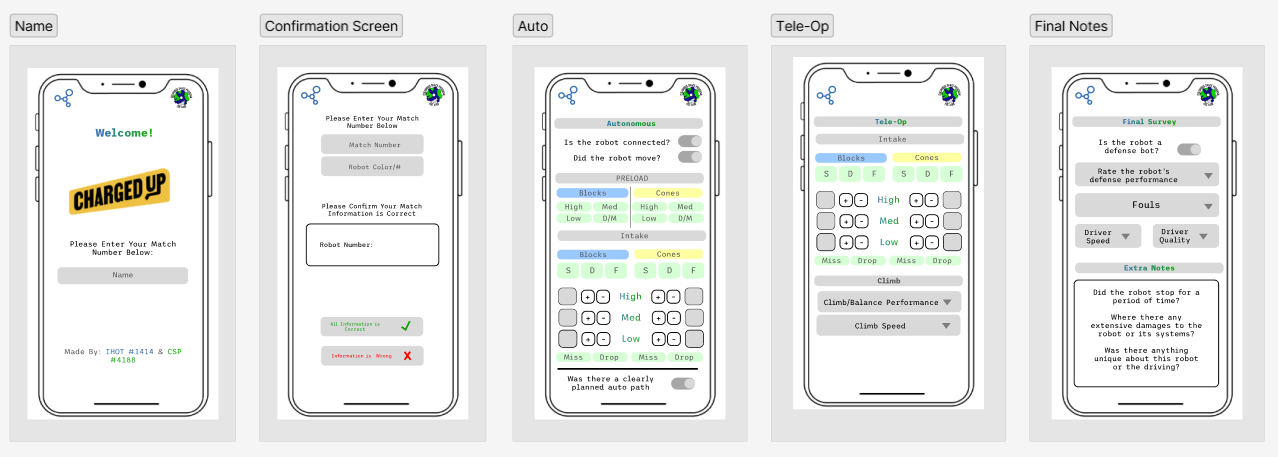 Name
Welcome!
CHARGED UP
Please Enter Your Match
Number Below:
Name
Made By: IHOT #1414 & CSP
#4188
Confirmation Screen
Please Enter Your Match
Number Below
Match Number
Robot Color/#
Please Confirm Your Match
Information is Correct
Robot Number:
All Information is
Correct
Information is Wrong
Auto
Autonomous
Is the robot connected?
Did the robot move?
PRELOAD
Blocks Cones
High Med High Med
Low D/M Low D/M
Intake
Blocks Cones
S D F S D F
+ - High + -
+ - Med + -
+ - Low + -
Miss Drop Miss Drop
Was there a clearly
planned auto path
Tele-Op
Tele-Op
Intake
Blocks Cones
S D F S D F
+ - High + -
+ - Med + -
+ - Low + -
Miss Drop Miss Drop
Climb
Climb/Balance Performance
Climb Speed
Final Notes
Final Survey
Is the robot a
defense bot?
Rate the robot's
defense performance
Fouls
Driver
Speed
Driver
Quality
Extra Notes
Did the robot stop for a
period of time?
Where there any
extensive damages to the
robot or its systems?
Was there anything
unique about this robot
or the driving?